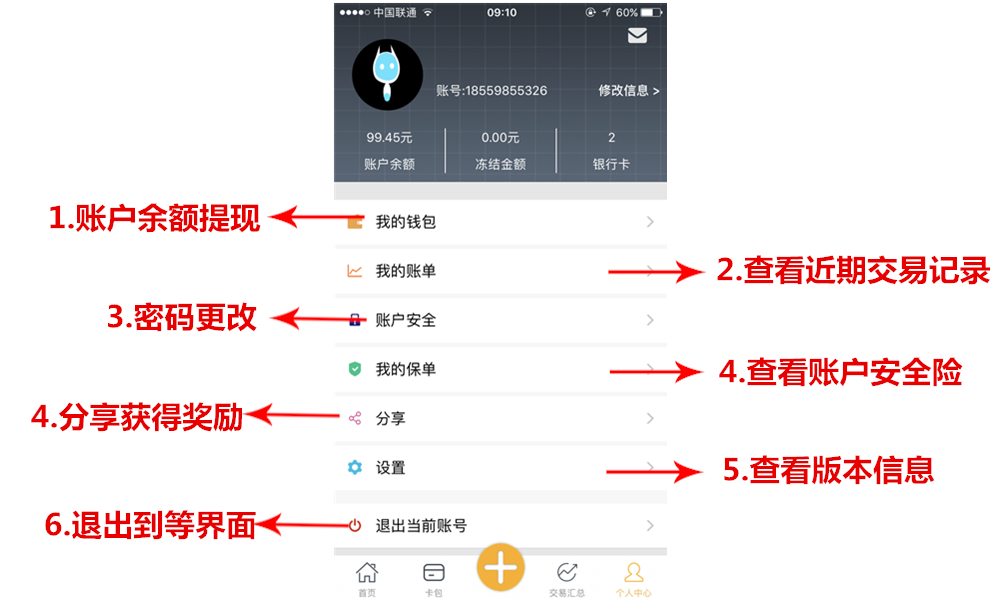 中国联通 09:10 60%
账号:18559855326 修改信息 >
99.45元 0.00元 2
账户余额 冻结金额 银行卡
1.账户余额提现 我的钱包
我的账单 2.查看近期交易记录
3.密码更改 账户安全
我的保单 4.查看账户安全险
4.分享获得奖励 分享
设置 5.查看版本信息
6.退出到等界面 退出当前账号
首页 卡包 交易汇总 个人中心